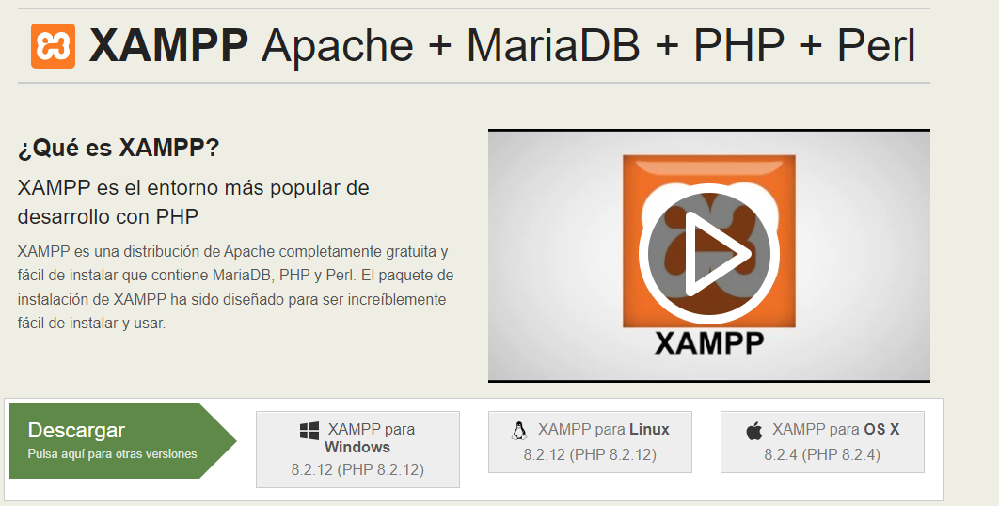 XAMPP Apache + MariaDB + PHP + Perl
¿Qué es XAMPP?
XAMPP es el entorno más popular de
desarrollo con PHP
XAMPP es una distribución de Apache completamente gratuita y
fácil de instalar que contiene MariaDB, PHP y Perl. El paquete de
instalación de XAMPP ha sido diseñado para ser increíblemente
fácil de instalar y usar.
XAMPP
Descargar
Pulsa aquí para otras versiones
XAMPP para
Windows
8.2.12 (PHP 8.2.12)
XAMPP para Linux
8.2.12 (PHP 8.2.12)
XAMPP para OS X
8.2.4 (PHP 8.2.4)